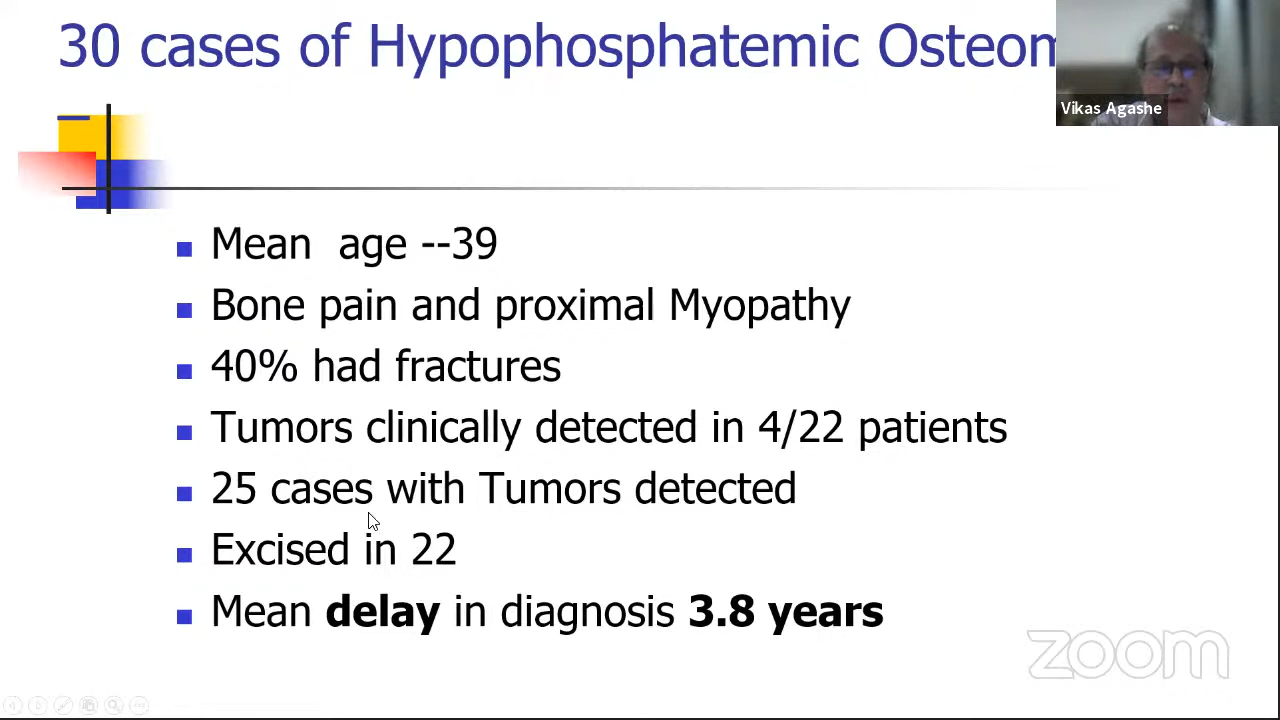 30 cases of Hypophosphatemic Osteom
Vikas Agashe
Mean age --39
Bone pain and proximal Myopathy
40% had fractures
Tumors clinically detected in 4/22 patients
25 cases with Tumors detected
Excised in 22
Mean delay in diagnosis 3.8 years
zoom